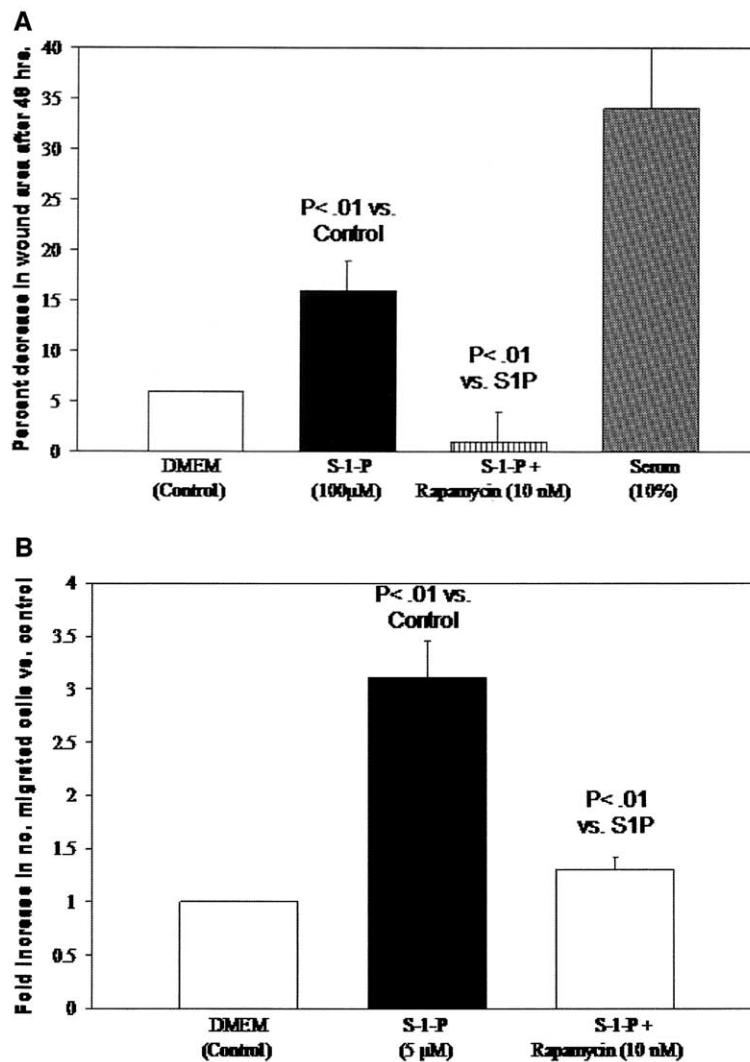 A
Percent decrease in wound area after 48 hrs.
40
35
30
25
20
15
10
5
0
P< .01 vs.
Control
P< .01
vs. S1P
DMEM
(Control)
S-1-P
(100µM)
S-1-P +
Rapamycin (10 nM)
Serum
(10%)
B
Fold increase in no. migrated cells vs. control
4
3.5
3
2.5
2
1.5
1
0.5
0
P< .01 vs.
Control
P< .01
vs. S1P
DMEM
(Control)
S-1-P
(5 µM)
S-1-P +
Rapamycin (10 nM)